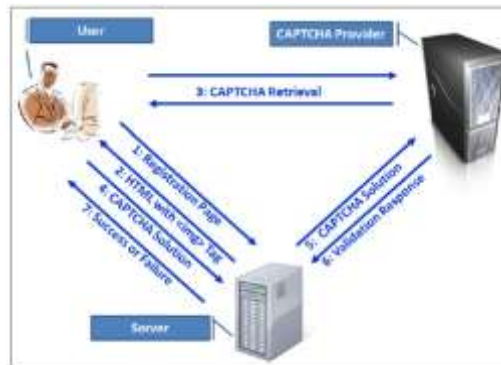 User
CAPTCHA Provider
3: CAPTCHA Retrieval
1: Registration Page
2: HTML with <img> Tag
4: CAPTCHA Solution
7: Success or Failure
5: CAPTCHA Solution
6: Validation Response
Server